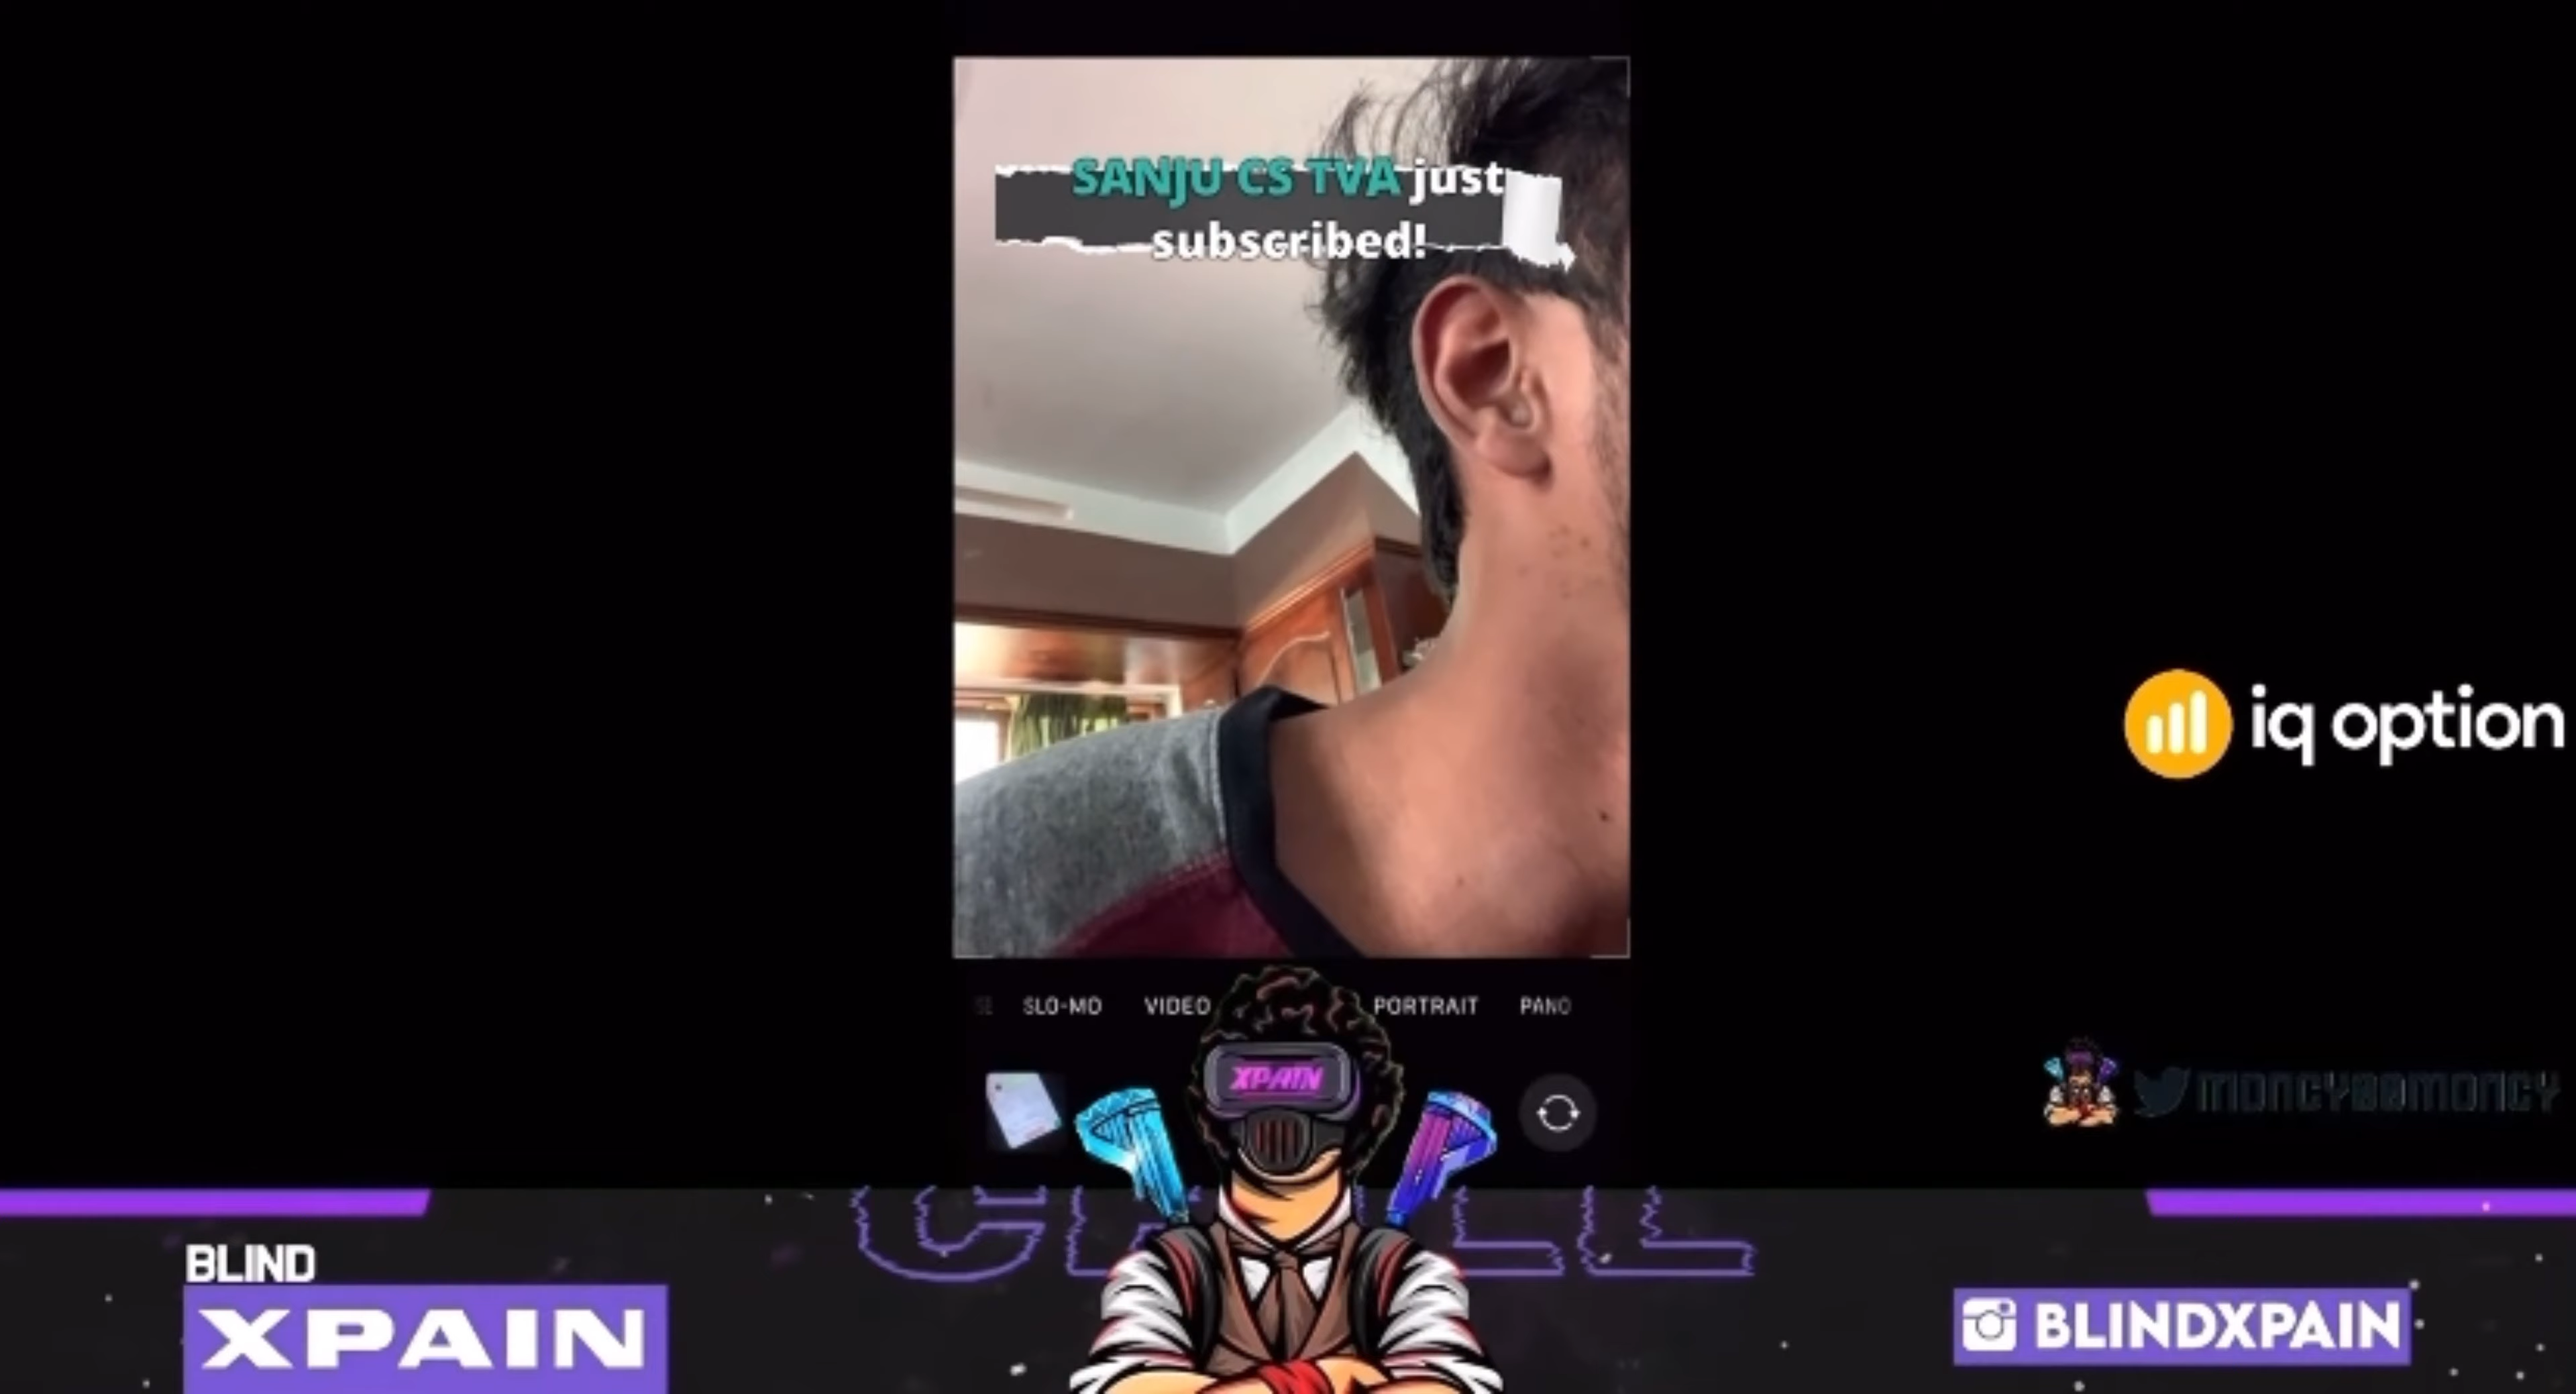 SANJU CS TVA just
subscribed!
iq option
SLO-MO VIDEO PORTRAIT PANO
XPAIN
BLIND
XPAIN
BLINDXPAIN